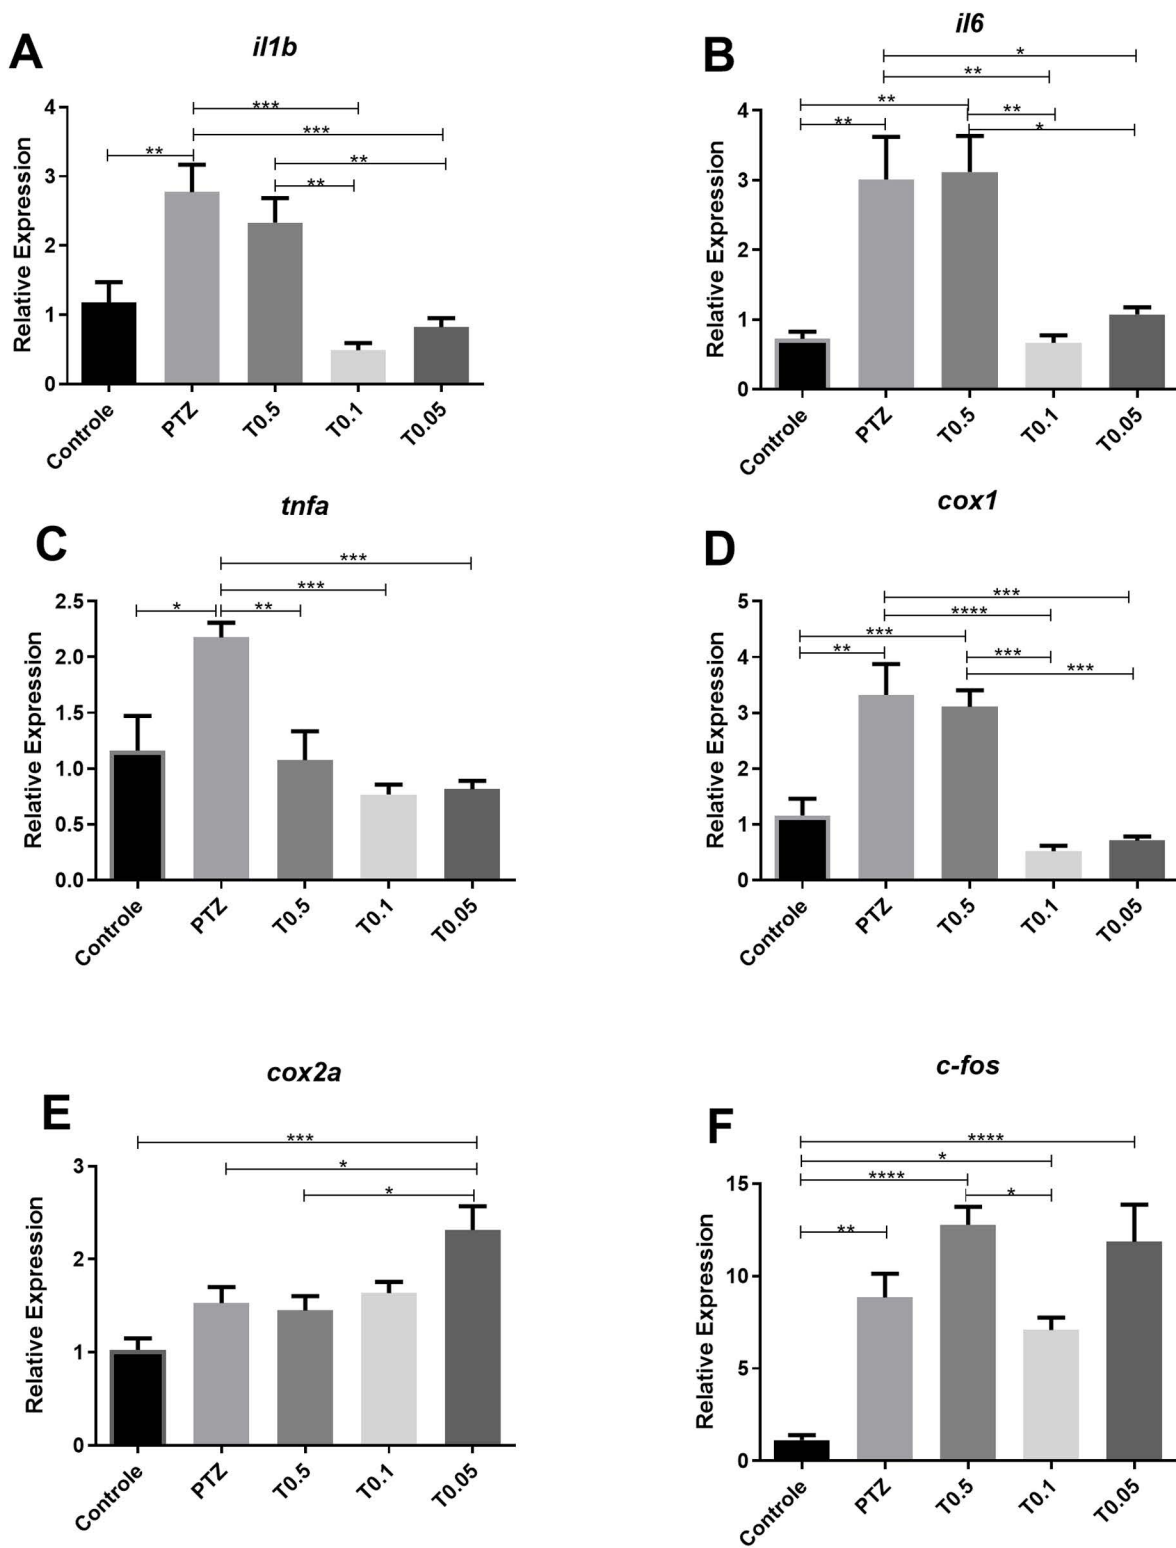 A
il1b
Relative Expression
4
3
2
1
0
***
***
**
**
**
Controle
PTZ
T0.5
T0.1
T0.05
B
il6
Relative Expression
4
3
2
1
0
*
**
**
**
**
*
Controle
PTZ
T0.5
T0.1
T0.05
C
tnfa
Relative Expression
2.5
2.0
1.5
1.0
0.5
0.0
***
***
*
**
Controle
PTZ
T0.5
T0.1
T0.05
D
cox1
Relative Expression
5
4
3
2
1
0
***
****
***
**
***
***
Controle
PTZ
T0.5
T0.1
T0.05
E
cox2a
Relative Expression
3
2
1
0
***
*
*
Controle
PTZ
T0.5
T0.1
T0.05
F
c-fos
Relative Expression
15
10
5
0
****
*
****
*
**
Controle
PTZ
T0.5
T0.1
T0.05